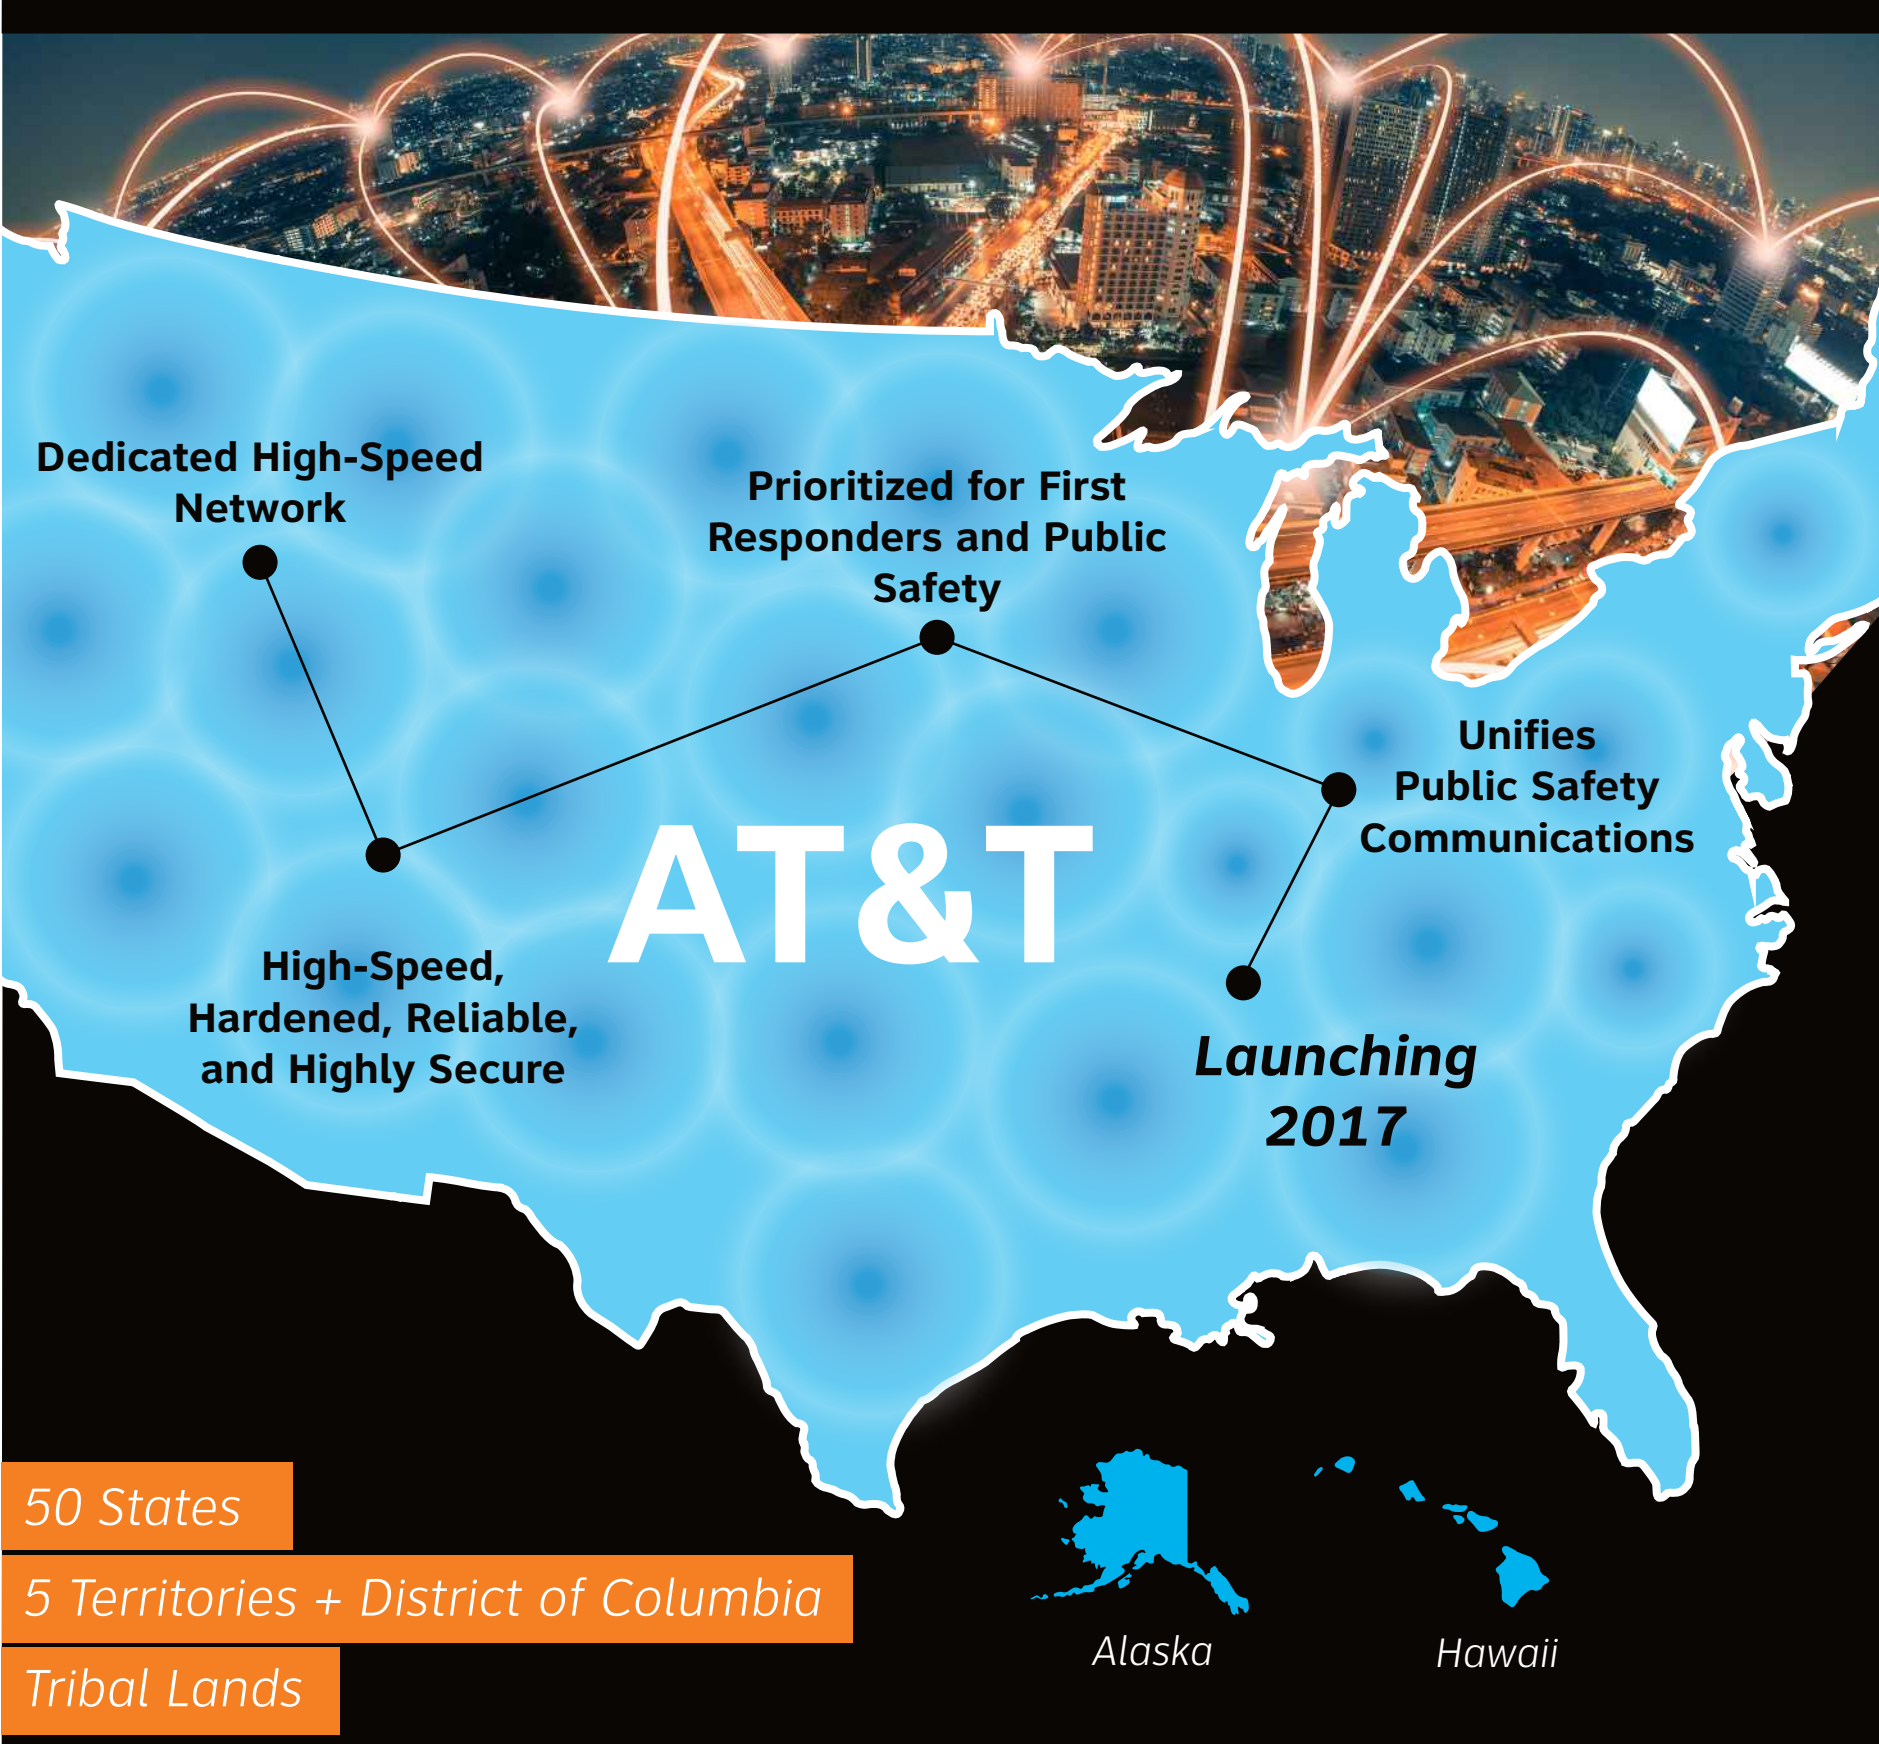 Dedicated High-Speed
Network
Prioritized for First
Responders and Public
Safety
Unifies
Public Safety
Communications
AT&T
High-Speed,
Hardened, Reliable,
and Highly Secure
Launching
2017
50 States
5 Territories + District of Columbia
Tribal Lands
Alaska
Hawaii